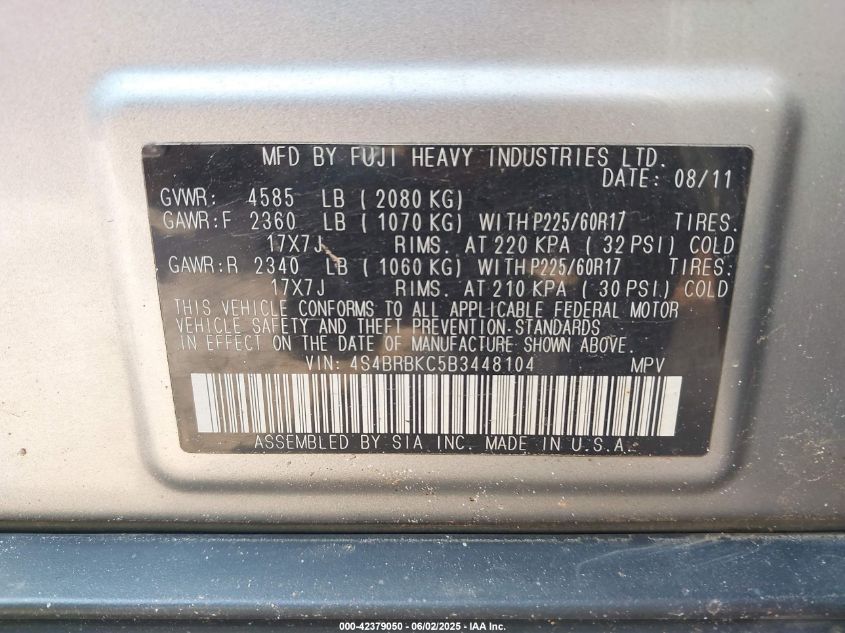 MFD BY FUJI HEAVY INDUSTRIES LTD.
DATE: 08/11
GVWR: 4585 LB ( 2080 KG)
GAWR:F 2360 LB ( 1070 KG) WITHP225/60R17 TIRES.
17X7J RIMS. AT 220 KPA ( 32 PSI) COLD
GAWR:R 2340 LB ( 1060 KG) WITHP225/60R17 TIRES.
17X7J RIMS. AT 210 KPA ( 30 PSI) COLD
THIS VEHICLE CONFORMS TO ALL APPLICABLE FEDERAL MOTOR
VEHICLE SAFETY AND THEFT PREVENTION STANDARDS
IN EFFECT ON THE DATE OF MANUFACTURE SHOWN ABOVE.
VIN: 4S4BRBKC5B3448104 MPV
ASSEMBLED BY SIA INC. MADE IN U.S.A.
000-42379050 - 06/02/2025 - IAA Inc.